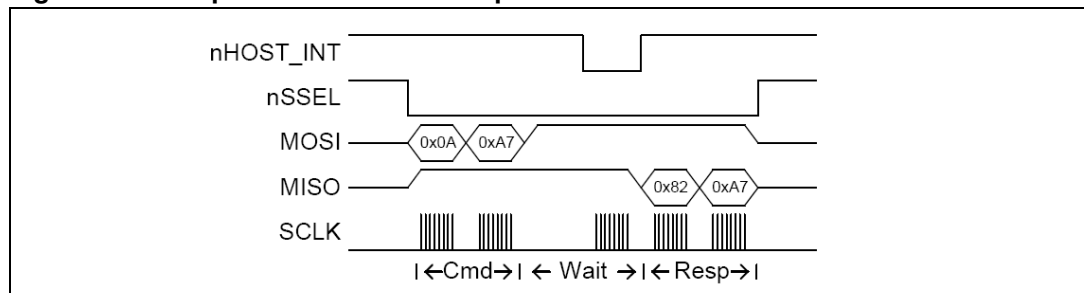 nHOST_INT
nSSEL
MOSI 0x0A 0xA7
MISO 0x82 0xA7
SCLK
|←Cmd→| ← Wait →|←Resp→|